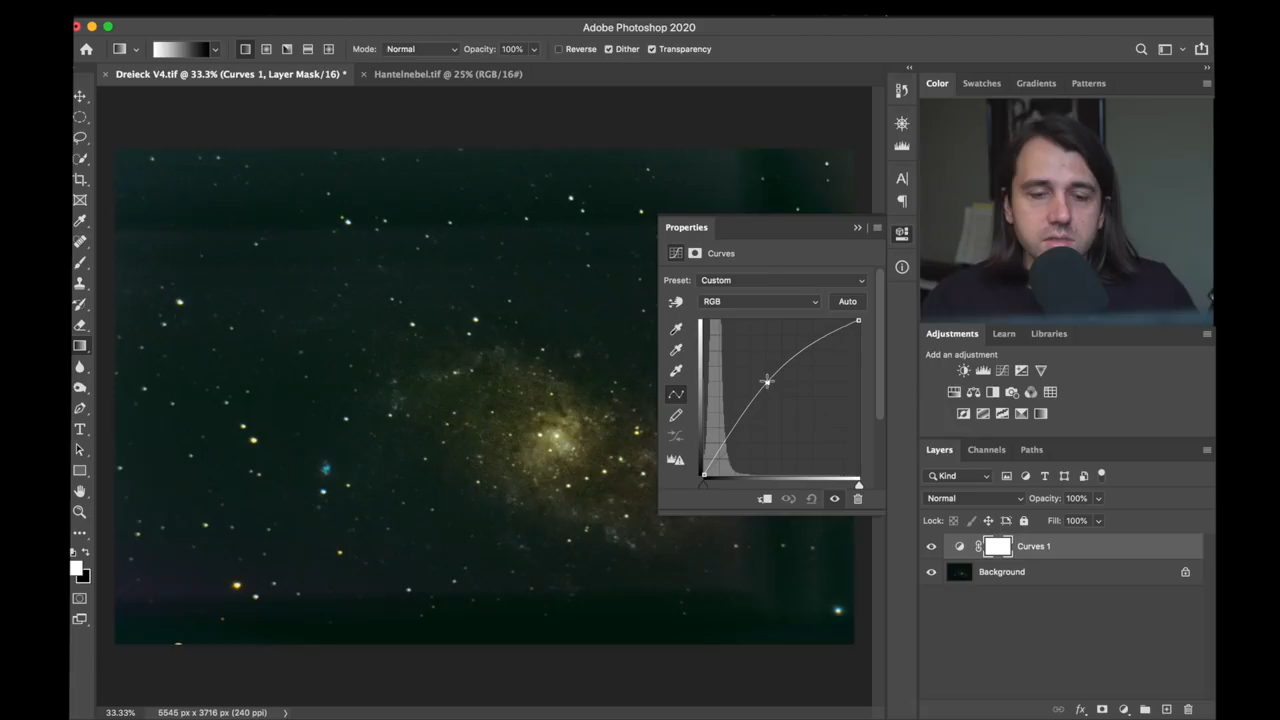 Adobe Photoshop 2020
Mode: Normal Opacity: 100% Reverse Dither Transparency
Dreieck V4.tif @ 33.3% (Curves 1, Layer Mask/16) * Hantelnebel.tif @ 25% (RGB/16#)
Color Swatches Gradients Patterns
Properties
Curves
Preset: Custom
RGB Auto
Adjustments Learn Libraries
Add an adjustment
Layers Channels Paths
Kind
Normal Opacity: 100%
Lock: Fill: 100%
Curves 1
Background
33.33% 5545 px x 3716 px (240 ppi)